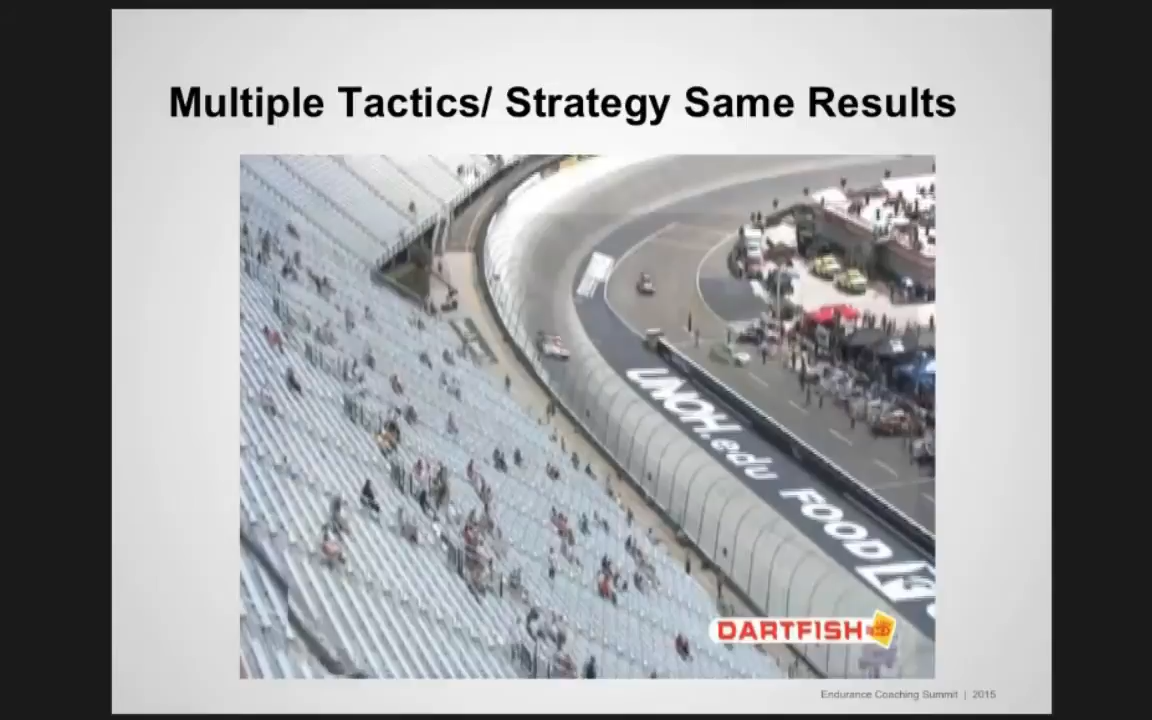 Multiple Tactics/ Strategy Same Results
UNOH.edu FOOD
DARTFISH
Endurance Coaching Summit | 2015